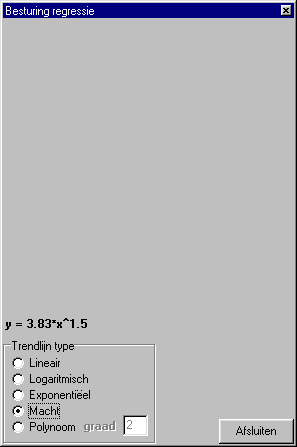 Besturing regressie
y = 3.83*x^1.5
Trendlijn type
Lineair
Logaritmisch
Exponentiëel
Macht
Polynoom graad 2
Afsluiten